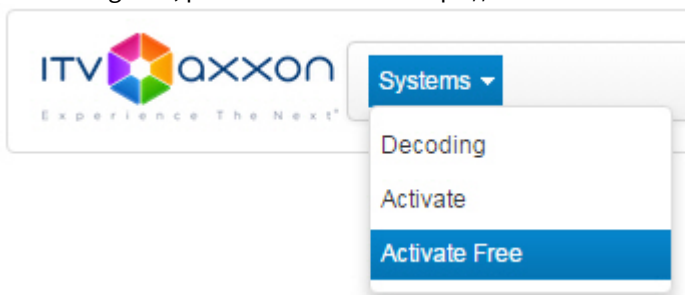 ITV axxon
Experience The Next°
Systems
Decoding
Activate
Activate Free